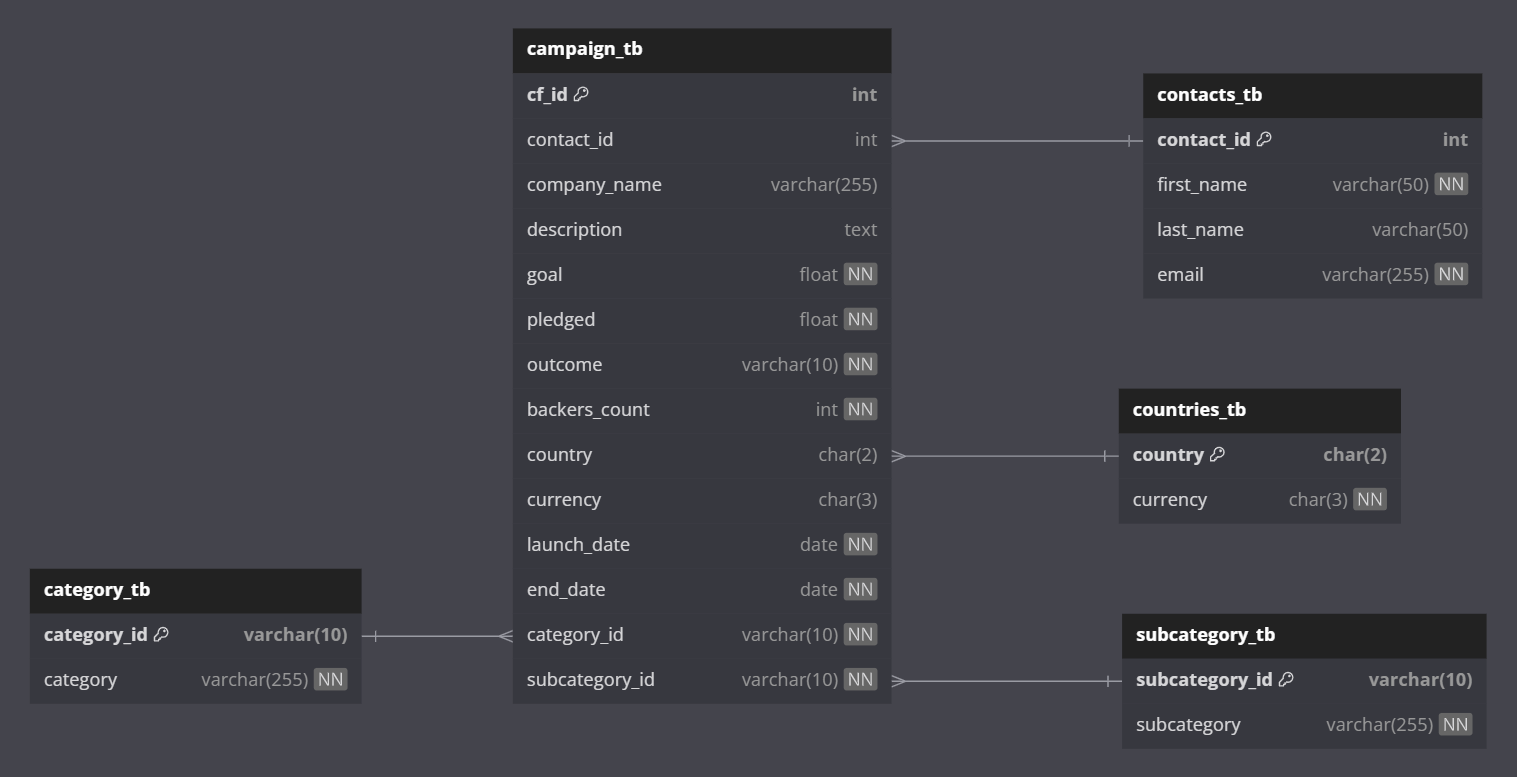 campaign_tb
cf_id int
contact_id int
company_name varchar(255)
description text
goal float NN
pledged float NN
outcome varchar(10) NN
backers_count int NN
country char(2)
currency char(3)
launch_date date NN
end_date date NN
category_id varchar(10) NN
subcategory_id varchar(10) NN
contacts_tb
contact_id int
first_name varchar(50) NN
last_name varchar(50)
email varchar(255) NN
countries_tb
country char(2)
currency char(3) NN
category_tb
category_id varchar(10)
category varchar(255) NN
subcategory_tb
subcategory_id varchar(10)
subcategory varchar(255) NN